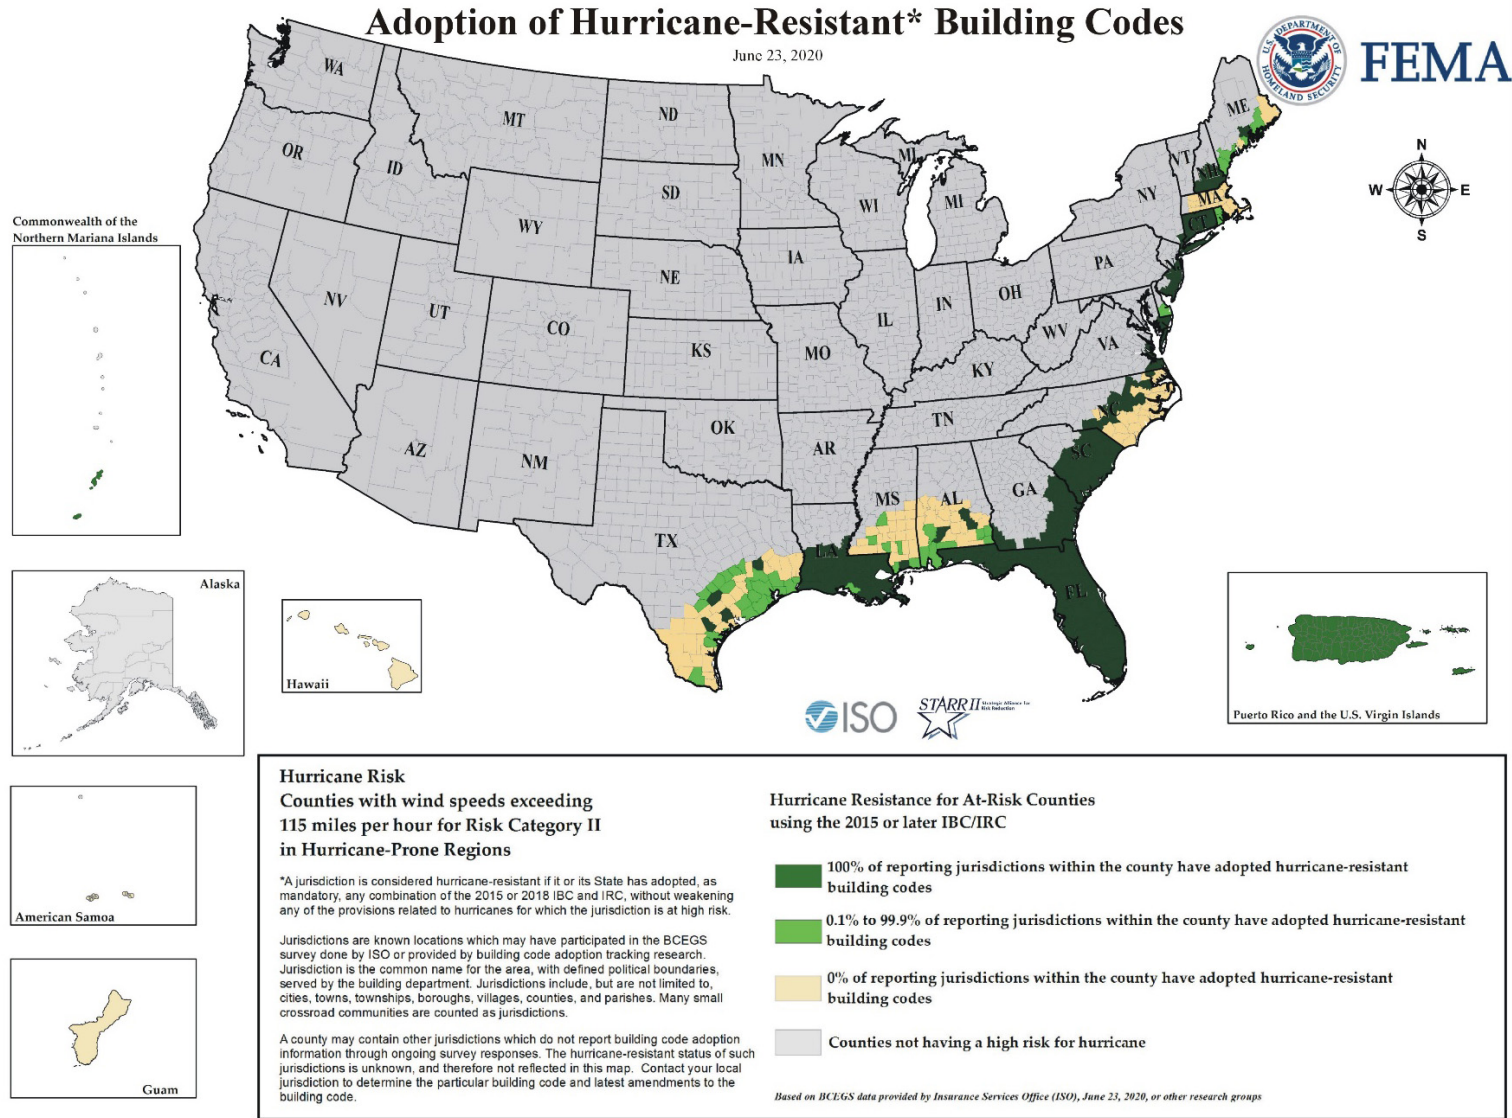 Adoption of Hurricane-Resistant* Building Codes
June 23, 2020
U.S. DEPARTMENT OF
HOMELAND SECURITY
FEMA
N
W
E
S
WA
OR
CA
NV
ID
MT
WY
UT
AZ
CO
NM
ND
SD
NE
KS
OK
TX
MN
IA
MO
AR
LA
WI
IL
MI
MI
IN
OH
KY
TN
MS
AL
GA
FL
SC
NC
VA
WV
PA
NY
VT
NH
ME
MA
CT
Commonwealth of the
Northern Mariana Islands
Alaska
Hawaii
American Samoa
Guam
Puerto Rico and the U.S. Virgin Islands
ISO
STARR II
Strategic Alliance for
Risk Reduction
Hurricane Risk
Counties with wind speeds exceeding
115 miles per hour for Risk Category II
in Hurricane-Prone Regions
*A jurisdiction is considered hurricane-resistant if it or its State has adopted, as
mandatory, any combination of the 2015 or 2018 IBC and IRC, without weakening
any of the provisions related to hurricanes for which the jurisdiction is at high risk.
Jurisdictions are known locations which may have participated in the BCEGS
survey done by ISO or provided by building code adoption tracking research.
Jurisdiction is the common name for the area, with defined political boundaries,
served by the building department. Jurisdictions include, but are not limited to,
cities, towns, townships, boroughs, villages, counties, and parishes. Many small
crossroad communities are counted as jurisdictions.
A county may contain other jurisdictions which do not report building code adoption
information through ongoing survey responses. The hurricane-resistant status of such
jurisdictions is unknown, and therefore not reflected in this map. Contact your local
jurisdiction to determine the particular building code and latest amendments to the
building code.
Hurricane Resistance for At-Risk Counties
using the 2015 or later IBC/IRC
100% of reporting jurisdictions within the county have adopted hurricane-resistant
building codes
0.1% to 99.9% of reporting jurisdictions within the county have adopted hurricane-resistant
building codes
0% of reporting jurisdictions within the county have adopted hurricane-resistant
building codes
Counties not having a high risk for hurricane
Based on BCEGS data provided by Insurance Services Office (ISO), June 23, 2020, or other research groups